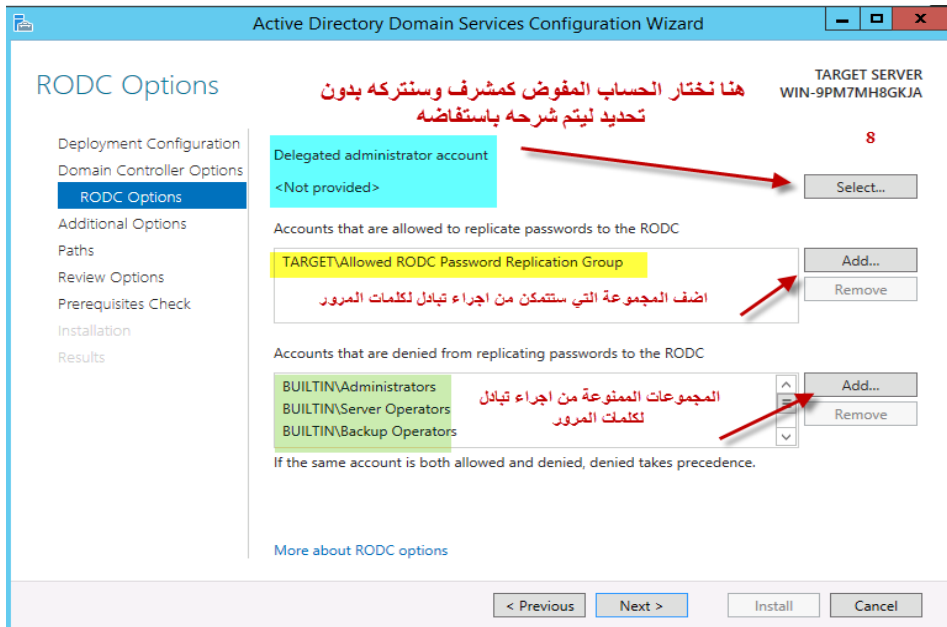 Active Directory Domain Services Configuration Wizard
RODC Options
TARGET SERVER
WIN-9PM7MH8GKJA
هنا نختار الحساب المفوض كمشرف وسنتركه بدون
تحديد ليتم شرحه باستفاضه
8
Deployment Configuration
Domain Controller Options
RODC Options
Additional Options
Paths
Review Options
Prerequisites Check
Installation
Results
Delegated administrator account
<Not provided>
Select...
Accounts that are allowed to replicate passwords to the RODC
TARGET\Allowed RODC Password Replication Group
Add...
Remove
اضف المجموعة التي ستتمكن من اجراء تبادل لكلمات المرور
Accounts that are denied from replicating passwords to the RODC
BUILTIN\Administrators
BUILTIN\Server Operators
BUILTIN\Backup Operators
Add...
Remove
المجموعات الممنوعة من اجراء تبادل
لكلمات المرور
If the same account is both allowed and denied, denied takes precedence.
More about RODC options
< Previous
Next >
Install
Cancel